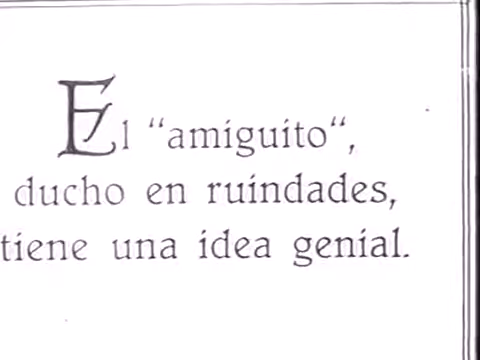 El “amiguito“,
ducho en ruindades,
tiene una idea genial.